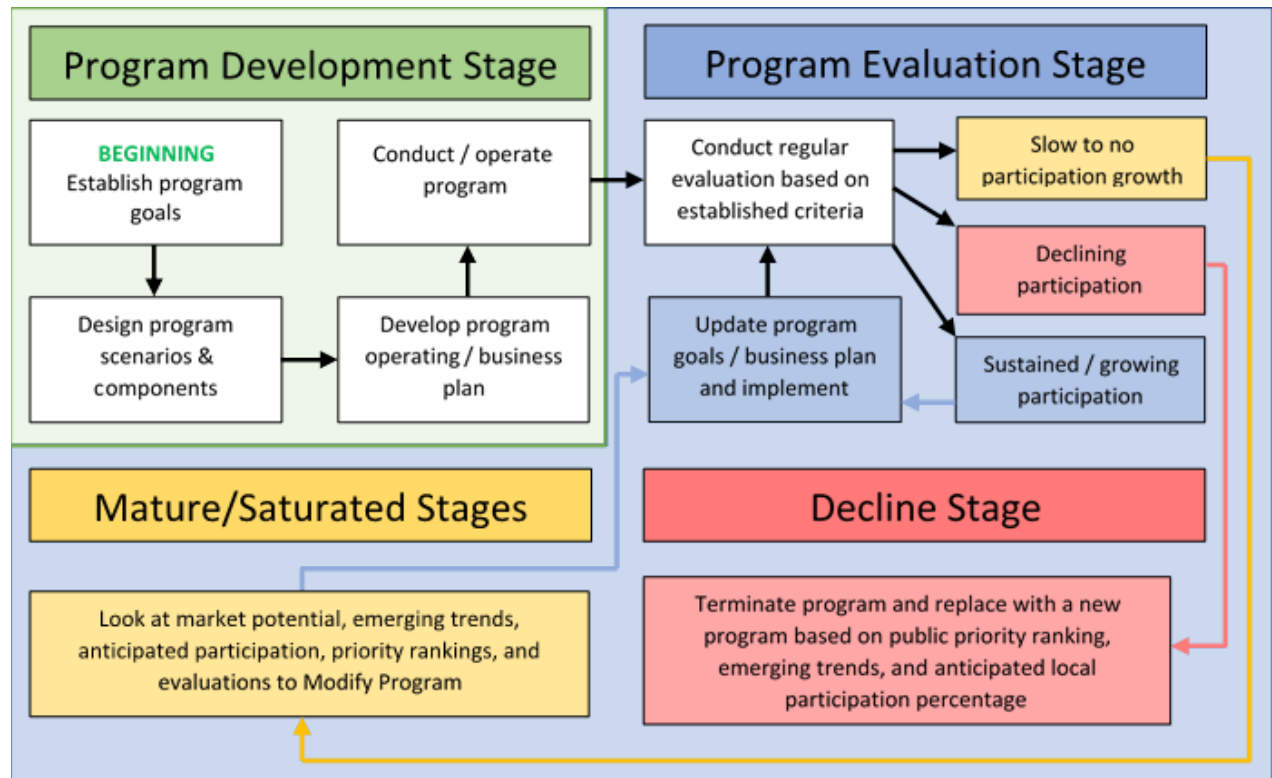 Program Development Stage
BEGINNING
Establish program
goals
Conduct / operate
program
Design program
scenarios &
components
Develop program
operating / business
plan
Program Evaluation Stage
Conduct regular
evaluation based on
established criteria
Slow to no
participation growth
Declining
participation
Update program
goals / business plan
and implement
Sustained / growing
participation
Mature/Saturated Stages
Look at market potential, emerging trends,
anticipated participation, priority rankings, and
evaluations to Modify Program
Decline Stage
Terminate program and replace with a new
program based on public priority ranking,
emerging trends, and anticipated local
participation percentage